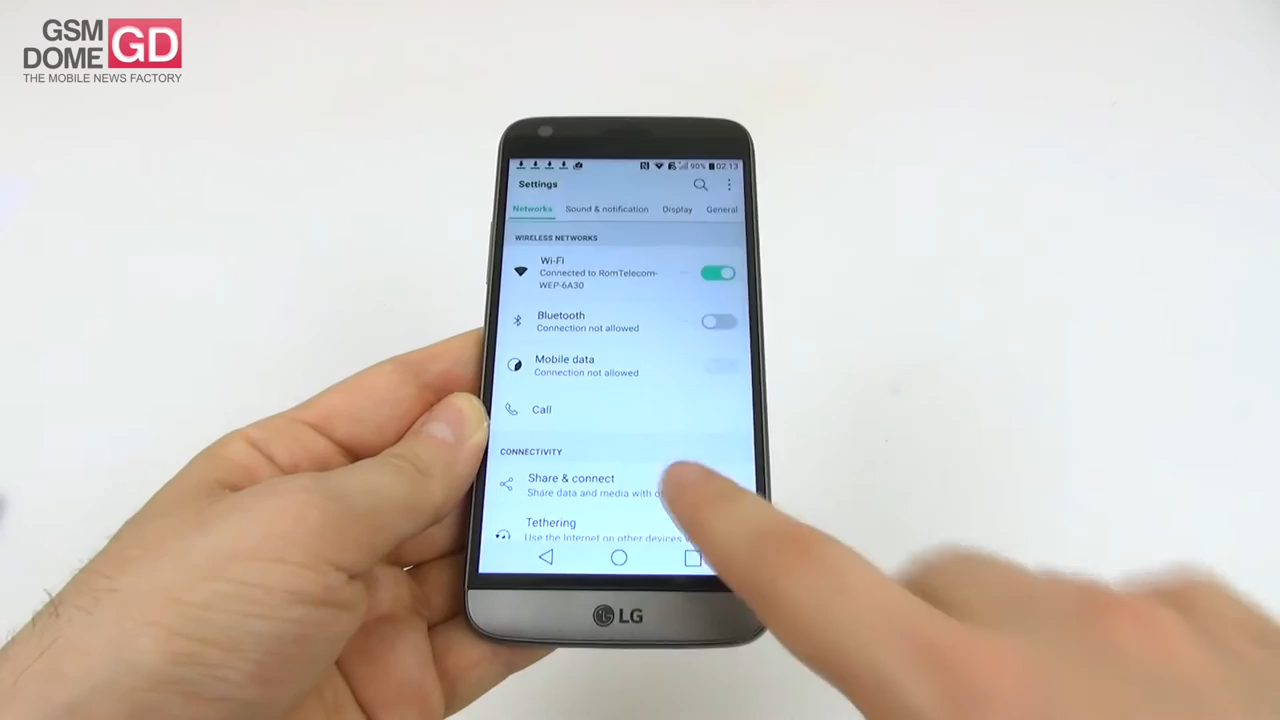 GSM
DOME
GD
THE MOBILE NEWS FACTORY
90% 02:13
Settings
Networks Sound & notification Display General
WIRELESS NETWORKS
Wi-Fi
Connected to RomTelecom-
WEP-6A30
Bluetooth
Connection not allowed
Mobile data
Connection not allowed
Call
CONNECTIVITY
Share & connect
Share data and media with
Tethering
Use the Internet on other devices
LG